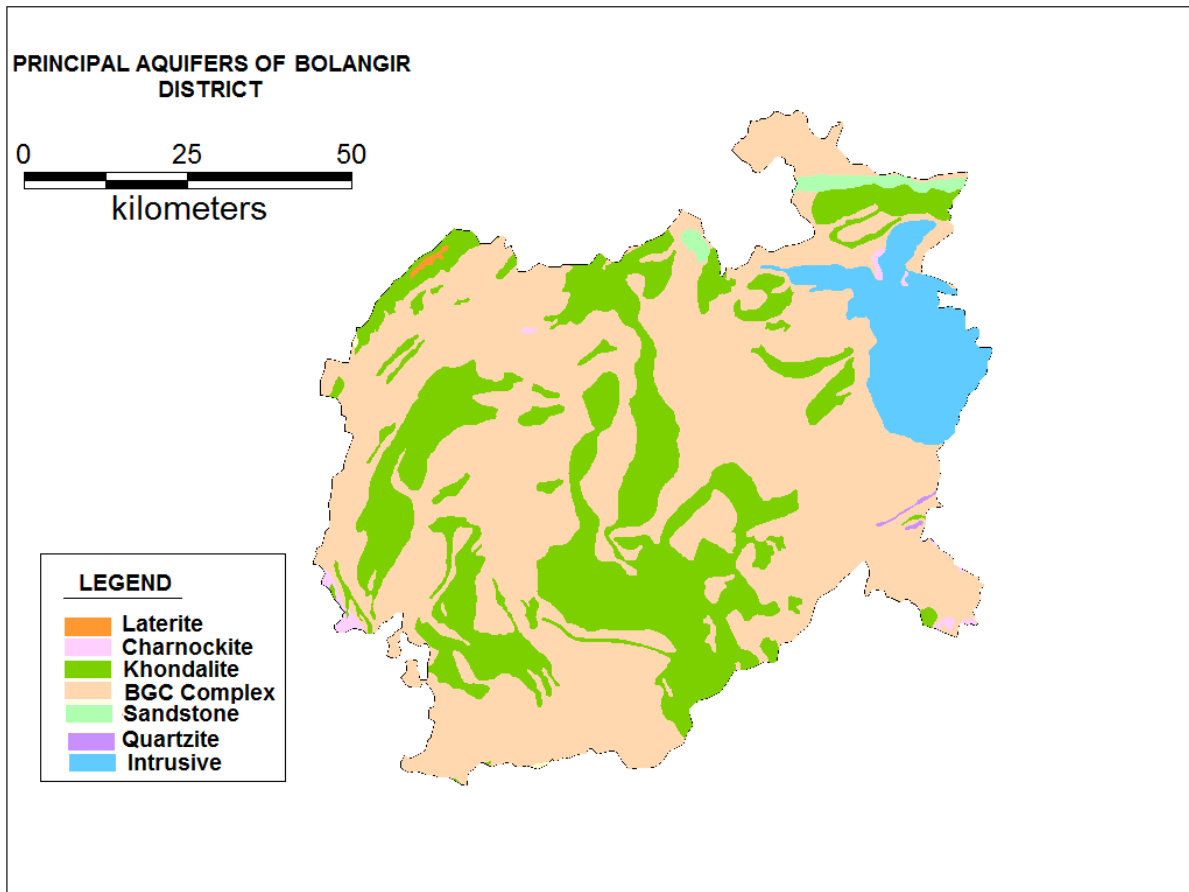 PRINCIPAL AQUIFERS OF BOLANGIR
DISTRICT
0 25 50
kilometers
LEGEND
Laterite
Charnockite
Khondalite
BGC Complex
Sandstone
Quartzite
Intrusive